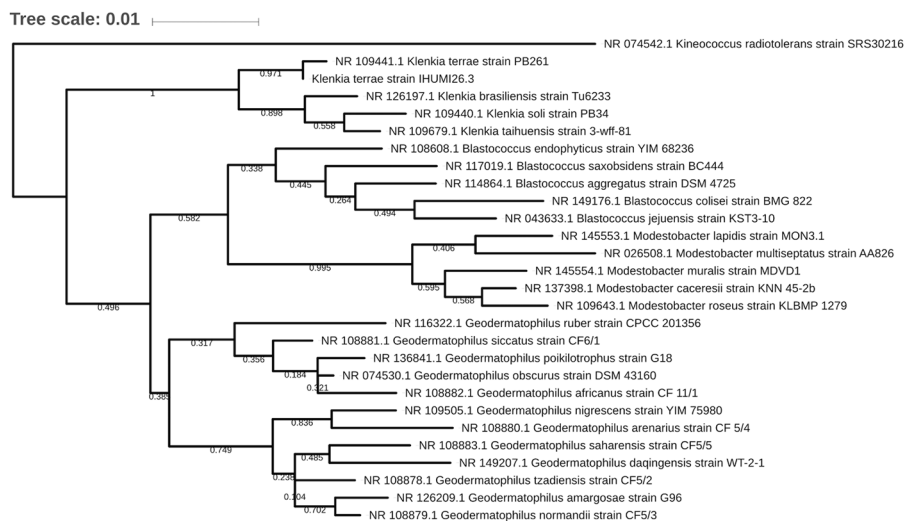 Tree scale: 0.01
NR 074542.1 Kineococcus radiotolerans strain SRS30216
NR 109441.1 Klenkia terrae strain PB261
0.971
Klenkia terrae strain IHUMI26.3
1
NR 126197.1 Klenkia brasiliensis strain Tu6233
0.898
NR 109440.1 Klenkia soli strain PB34
0.558
NR 109679.1 Klenkia taihuensis strain 3-wff-81
NR 108608.1 Blastococcus endophyticus strain YIM 68236
0.338
NR 117019.1 Blastococcus saxobsidens strain BC444
0.445
NR 114864.1 Blastococcus aggregatus strain DSM 4725
0.264
NR 149176.1 Blastococcus colisei strain BMG 822
0.494
0.582
NR 043633.1 Blastococcus jejuensis strain KST3-10
NR 145553.1 Modestobacter lapidis strain MON3.1
0.406
NR 026508.1 Modestobacter multiseptatus strain AA826
0.995
NR 145554.1 Modestobacter muralis strain MDVD1
0.595
NR 137398.1 Modestobacter caceresii strain KNN 45-2b
0.568
0.496
NR 109643.1 Modestobacter roseus strain KLBMP 1279
NR 116322.1 Geodermatophilus ruber strain CPCC 201356
0.317
NR 108881.1 Geodermatophilus siccatus strain CF6/1
0.356
NR 136841.1 Geodermatophilus poikilotrophus strain G18
0.184
NR 074530.1 Geodermatophilus obscurus strain DSM 43160
0.321
0.385
NR 108882.1 Geodermatophilus africanus strain CF 11/1
NR 109505.1 Geodermatophilus nigrescens strain YIM 75980
0.836
NR 108880.1 Geodermatophilus arenarius strain CF 5/4
0.749
NR 108883.1 Geodermatophilus saharensis strain CF5/5
0.485
NR 149207.1 Geodermatophilus daqingensis strain WT-2-1
0.238
NR 108878.1 Geodermatophilus tzadiensis strain CF5/2
0.104
NR 126209.1 Geodermatophilus amargosae strain G96
0.702
NR 108879.1 Geodermatophilus normandii strain CF5/3